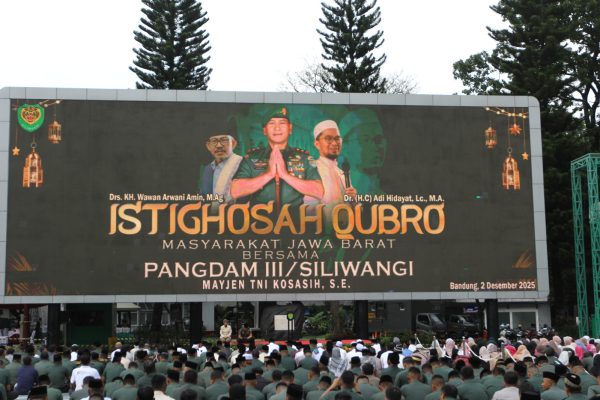 Drs. KH. Wawan Arwani Amin, M.Ag
Dr. (H.C) Adi Hidayat, Lc., M.A.
ISTIGHOSAH QUBRO
MASYARAKAT JAWA BARAT
BERSAMA
PANGDAM III/SILIWANGI
MAYJEN TNI KOSASIH, S.E.
Bandung, 2 Desember 2025